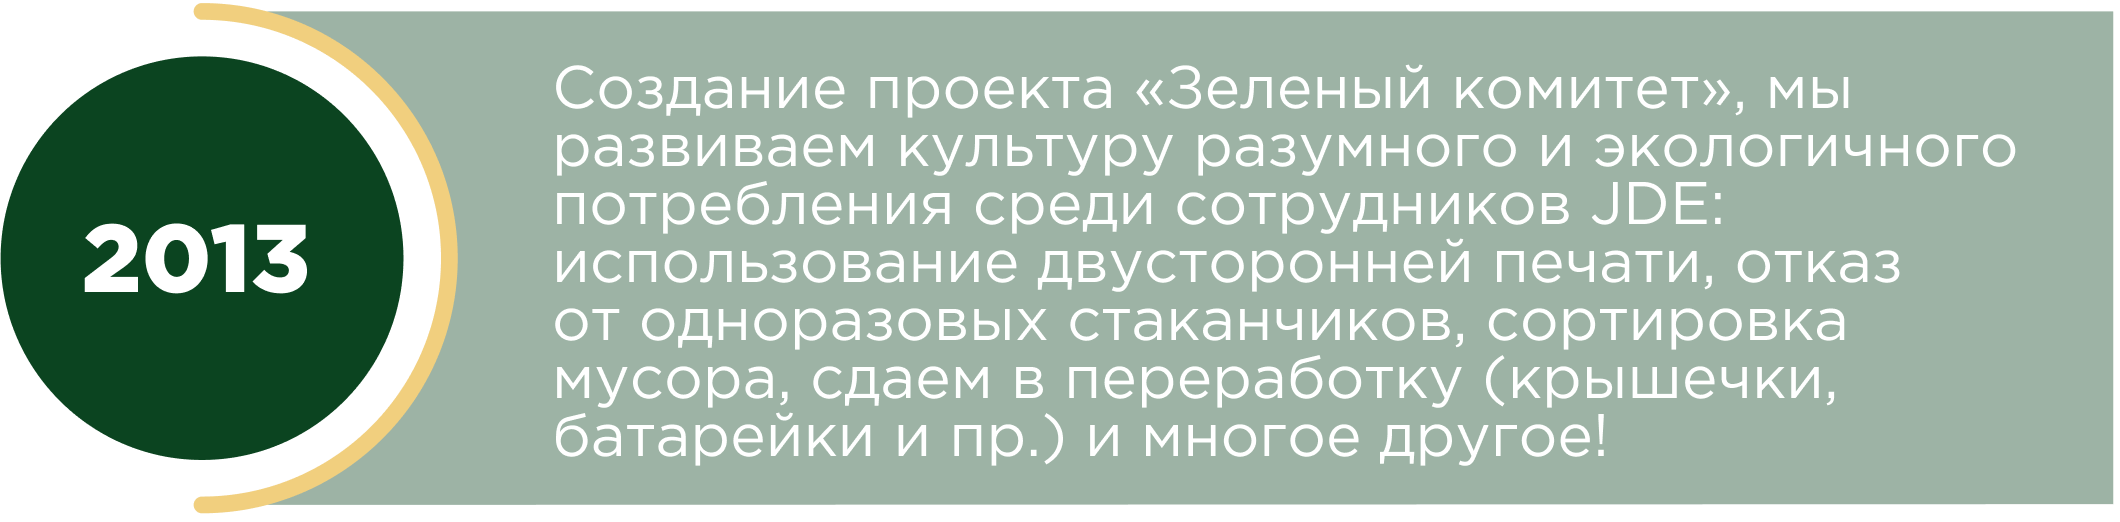 2013
Создание проекта «Зеленый комитет», мы
развиваем культуру разумного и экологичного
потребления среди сотрудников JDE:
использование двусторонней печати, отказ
от одноразовых стаканчиков, сортировка
мусора, сдаем в переработку (крышечки,
батарейки и пр.) и многое другое!